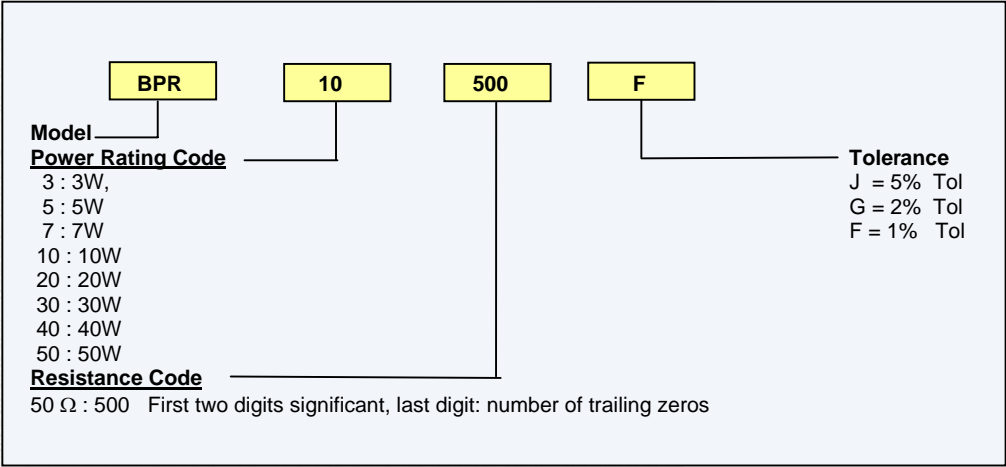 BPR 10 500 F
Model
Power Rating Code
3 : 3W,
5 : 5W
7 : 7W
10 : 10W
20 : 20W
30 : 30W
40 : 40W
50 : 50W
Resistance Code
50 Ω : 500 First two digits significant, last digit: number of trailing zeros
Tolerance
J = 5% Tol
G = 2% Tol
F = 1% Tol